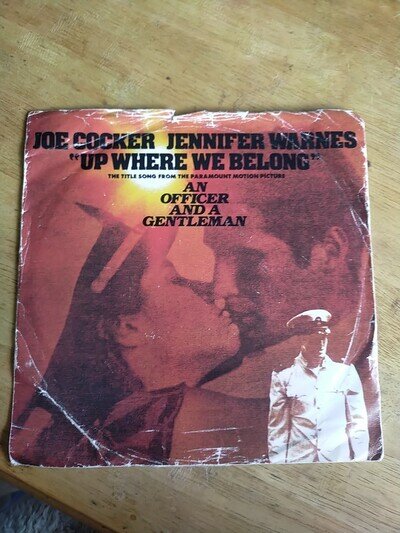 JOE COCKER JENNIFER WARNES
"UP WHERE WE BELONG"
THE TITLE SONG FROM THE PARAMOUNT MOTION PICTURE
AN
OFFICER
AND A
GENTLEMAN